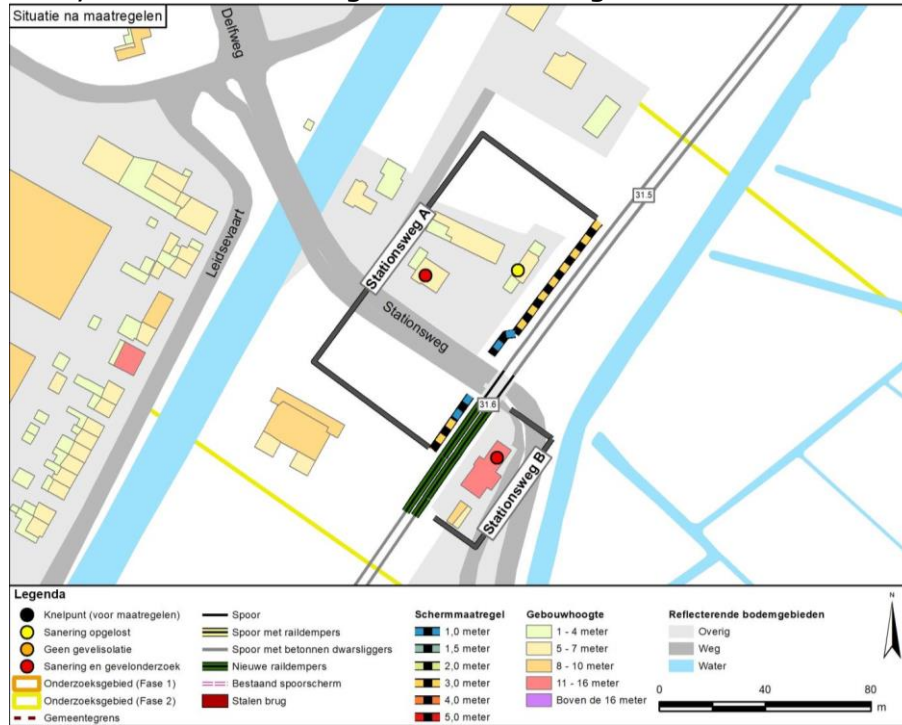 Situatie na maatregelen
Delfweg
Leidsevaart
Stationsweg A
Stationsweg
31.5
31.6
Stationsweg B
Legenda
Knelpunt (voor maatregelen)
Sanering opgelost
Geen gevelisolatie
Sanering en gevelonderzoek
Onderzoeksgebied (Fase 1)
Onderzoeksgebied (Fase 2)
Gemeentegrens
Spoor
Spoor met raildempers
Spoor met betonnen dwarsliggers
Nieuwe raildempers
Bestaand spoorscherm
Stalen brug
Schermmaatregel
1,0 meter
1,5 meter
2,0 meter
3,0 meter
4,0 meter
5,0 meter
Gebouwhoogte
1 - 4 meter
5 - 7 meter
8 - 10 meter
11 - 16 meter
Boven de 16 meter
Reflecterende bodemgebieden
Overig
Weg
Water
N
0 40 80
m